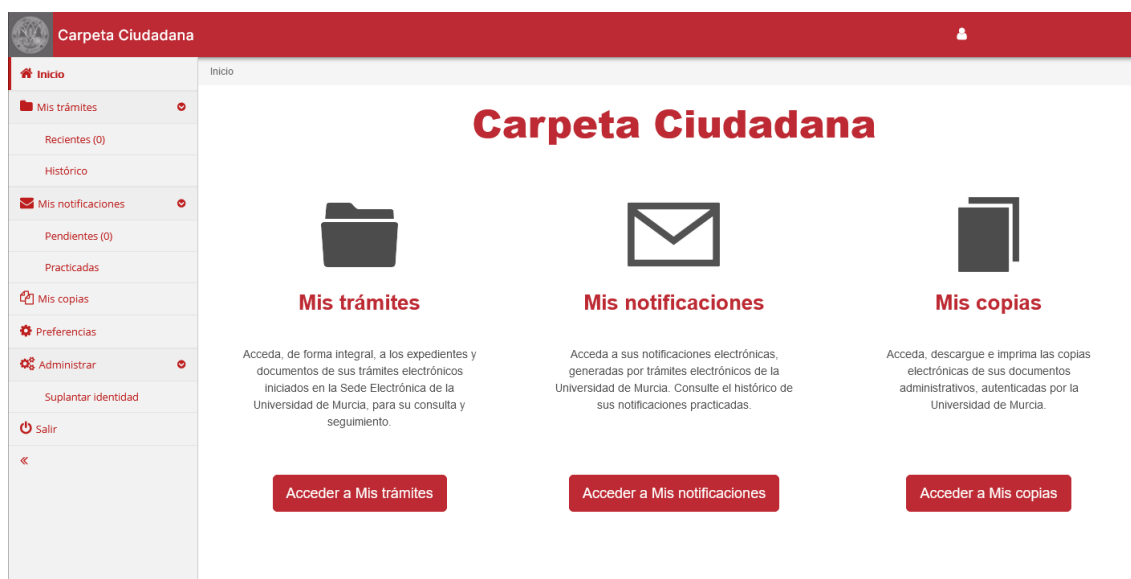 Carpeta Ciudadana
Inicio
Mis trámites
Recientes (0)
Histórico
Mis notificaciones
Pendientes (0)
Practicadas
Mis copias
Preferencias
Administrar
Suplantar identidad
Salir
Inicio
Carpeta Ciudadana
Mis trámites
Acceda, de forma integral, a los expedientes y
documentos de sus trámites electrónicos
iniciados en la Sede Electrónica de la
Universidad de Murcia, para su consulta y
seguimiento.
Acceder a Mis trámites
Mis notificaciones
Acceda a sus notificaciones electrónicas,
generadas por trámites electrónicos de la
Universidad de Murcia. Consulte el histórico de
sus notificaciones practicadas.
Acceder a Mis notificaciones
Mis copias
Acceda, descargue e imprima las copias
electrónicas de sus documentos
administrativos, autenticadas por la
Universidad de Murcia.
Acceder a Mis copias